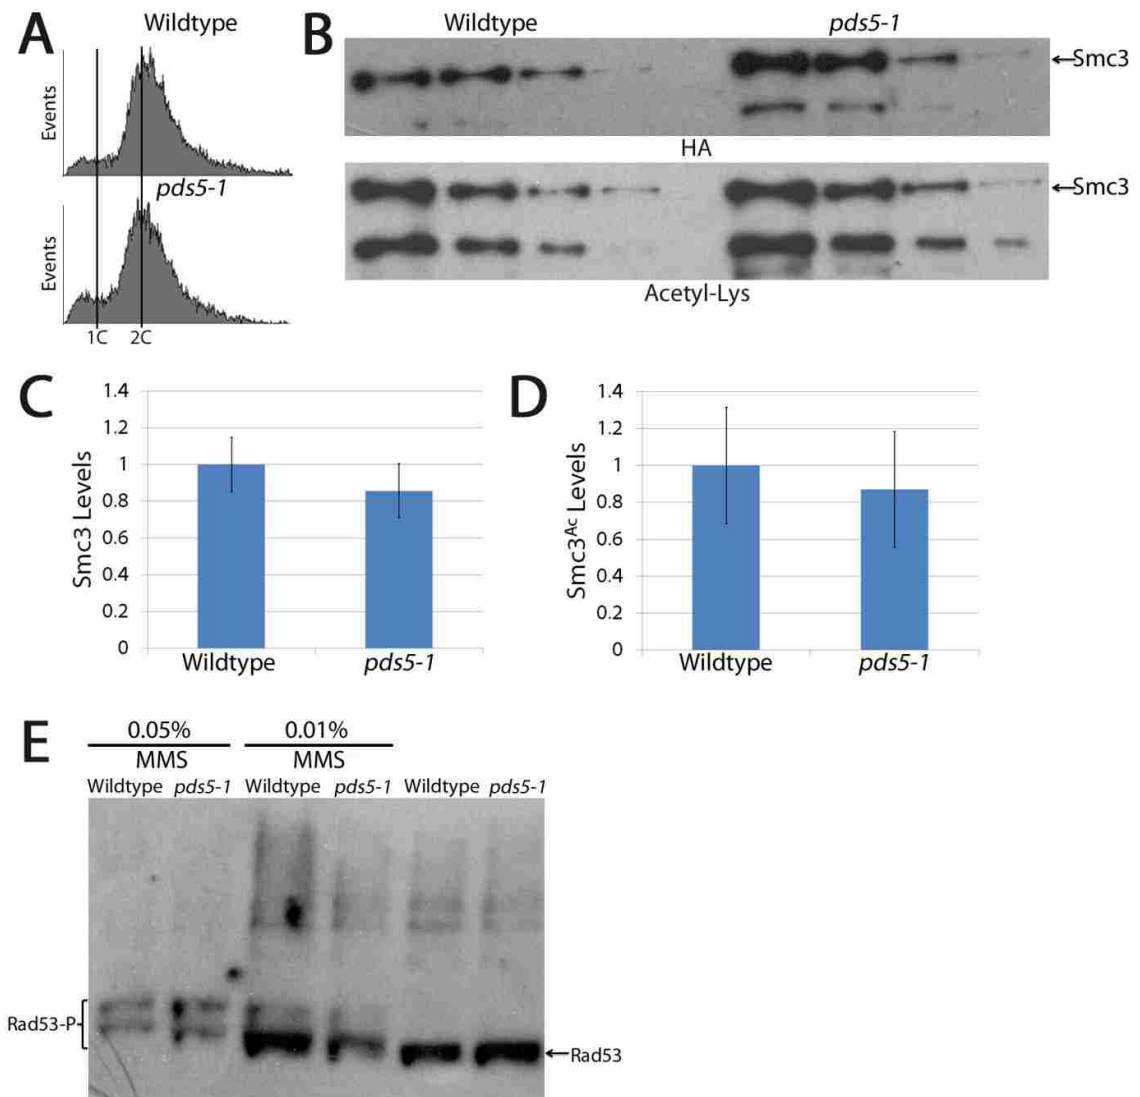 A
Wildtype
Events
pds5-1
Events
1C 2C
B
Wildtype pds5-1
Smc3
HA
Smc3
Acetyl-Lys
C
Smc3 Levels
1.4
1.2
1
0.8
0.6
0.4
0.2
0
Wildtype pds5-1
D
Smc3Ac Levels
1.4
1.2
1
0.8
0.6
0.4
0.2
0
Wildtype pds5-1
E
0.05% 0.01%
MMS MMS
Wildtype pds5-1 Wildtype pds5-1 Wildtype pds5-1
Rad53-P
Rad53